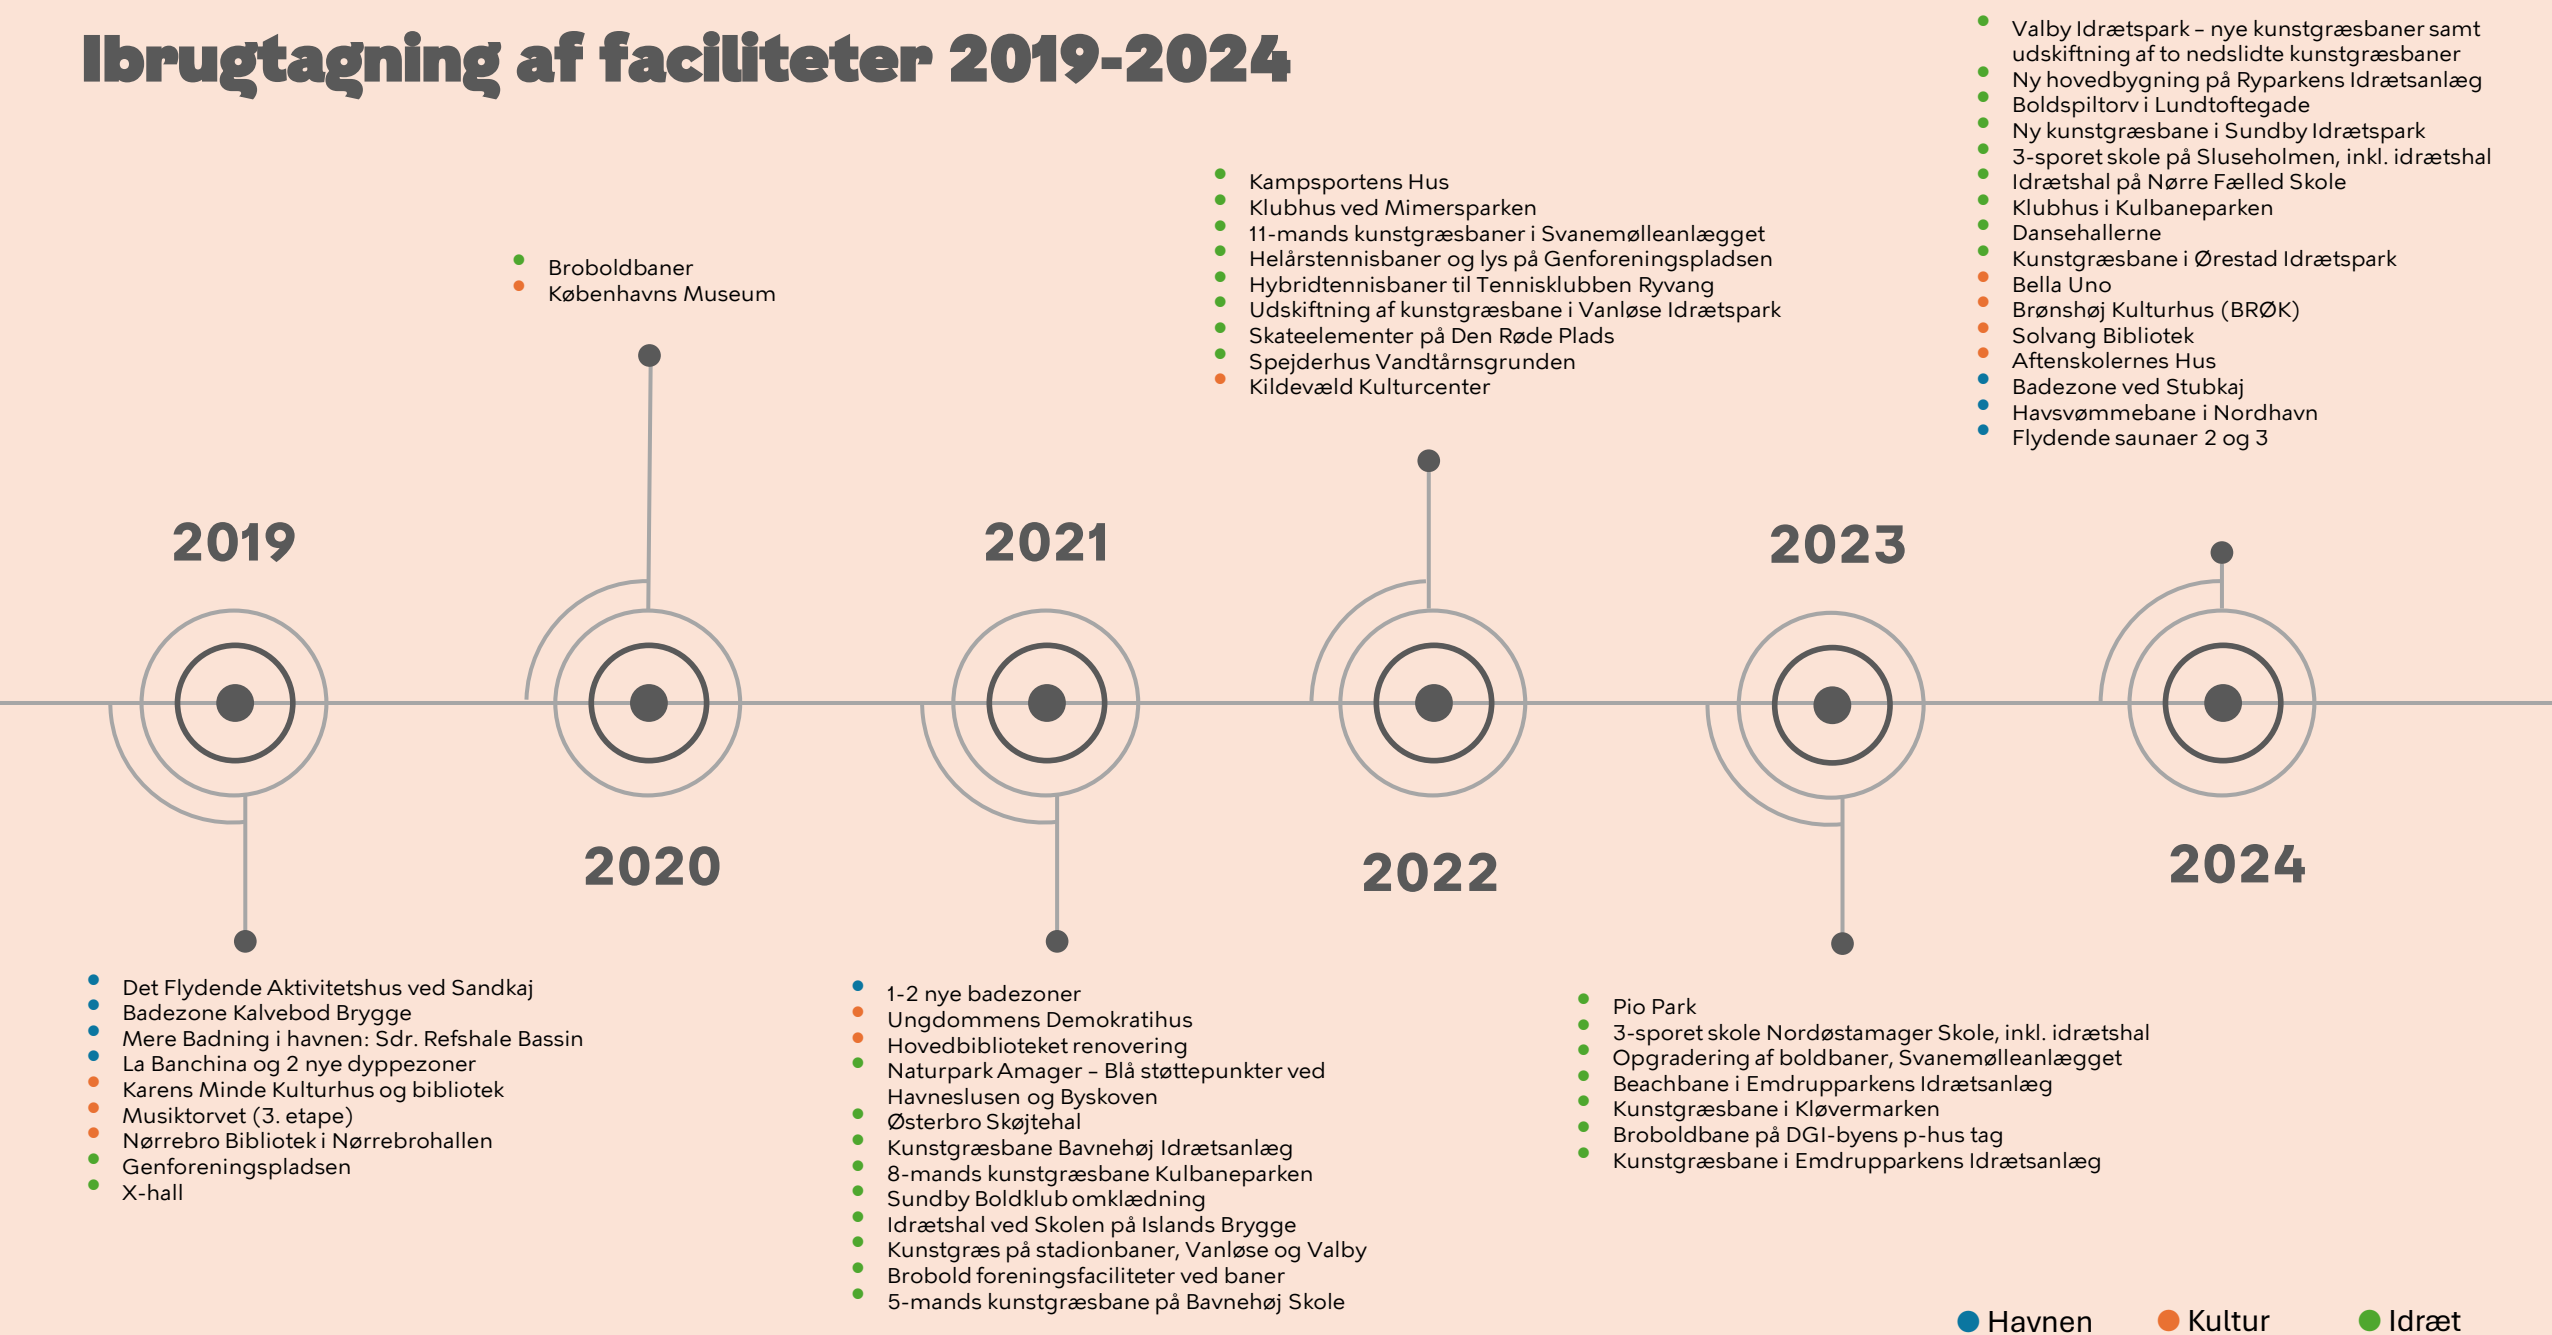 Ibrugtagning af faciliteter 2019-2024
2019
Det Flydende Aktivitetshus ved Sandkaj
Badezone Kalvebod Brygge
Mere Badning i havnen: Sdr. Refshale Bassin
La Banchina og 2 nye dyppezoner
Karens Minde Kulturhus og bibliotek
Musiktorvet (3. etape)
Nørrebro Bibliotek i Nørrebrohallen
Genforeningspladsen
X-hall
Broboldbaner
Københavns Museum
2020
2021
1-2 nye badezoner
Ungdommens Demokratihus
Hovedbiblioteket renovering
Naturpark Amager – Blå støttepunkter ved
Havneslusen og Byskoven
Østerbro Skøjtehal
Kunstgræsbane Bavnehøj Idrætsanlæg
8-mands kunstgræsbane Kulbaneparken
Sundby Boldklub omklædning
Idrætshal ved Skolen på Islands Brygge
Kunstgræs på stadionbaner, Vanløse og Valby
Brobold foreningsfaciliteter ved baner
5-mands kunstgræsbane på Bavnehøj Skole
Kampsportens Hus
Klubhus ved Mimersparken
11-mands kunstgræsbaner i Svanemølleanlægget
Helårstennisbaner og lys på Genforeningspladsen
Hybridtennisbaner til Tennisklubben Ryvang
Udskiftning af kunstgræsbane i Vanløse Idrætspark
Skateelementer på Den Røde Plads
Spejderhus Vandtårnsgrunden
Kildevæld Kulturcenter
2022
2023
Pio Park
3-sporet skole Nordøstamager Skole, inkl. idrætshal
Opgradering af boldbaner, Svanemølleanlægget
Beachbane i Emdrupparkens Idrætsanlæg
Kunstgræsbane i Kløvermarken
Broboldbane på DGI-byens p-hus tag
Kunstgræsbane i Emdrupparkens Idrætsanlæg
Valby Idrætspark – nye kunstgræsbaner samt
udskiftning af to nedslidte kunstgræsbaner
Ny hovedbygning på Ryparkens Idrætsanlæg
Boldspiltorv i Lundtoftegade
Ny kunstgræsbane i Sundby Idrætspark
3-sporet skole på Sluseholmen, inkl. idrætshal
Idrætshal på Nørre Fælled Skole
Klubhus i Kulbaneparken
Dansehallerne
Kunstgræsbane i Ørestad Idrætspark
Bella Uno
Brønshøj Kulturhus (BRØK)
Solvang Bibliotek
Aftenskolernes Hus
Badezone ved Stubkaj
Havsvømmebane i Nordhavn
Flydende saunaer 2 og 3
2024
Havnen
Kultur
Idræt